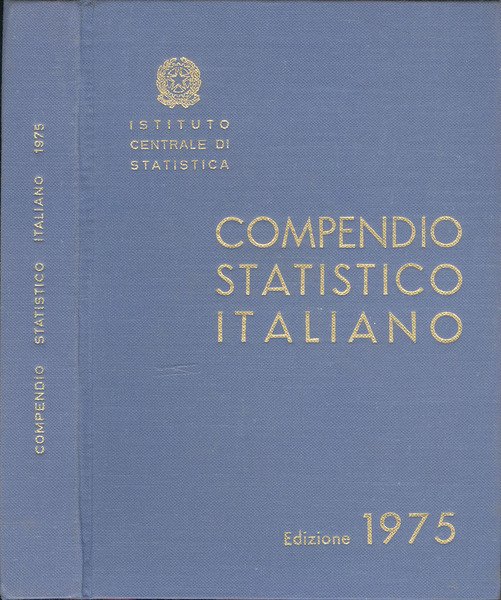 COMPENDIO STATISTICO ITALIANO 1975
ISTITUTO
CENTRALE DI
STATISTICA
COMPENDIO
STATISTICO
ITALIANO
Edizione 1975